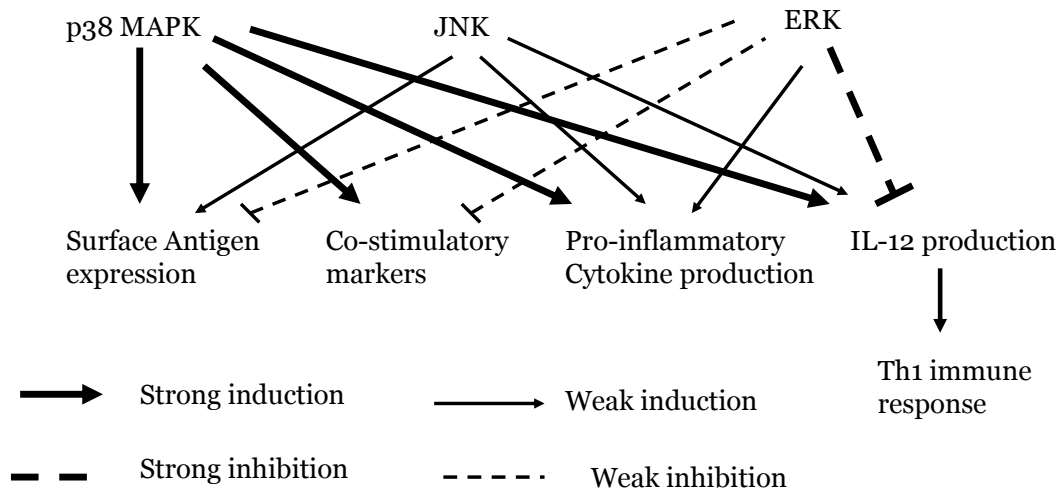 p38 MAPK
JNK
ERK
Surface Antigen
expression
Co-stimulatory
markers
Pro-inflammatory
Cytokine production
IL-12 production
Th1 immune
response
Strong induction
Weak induction
Strong inhibition
Weak inhibition